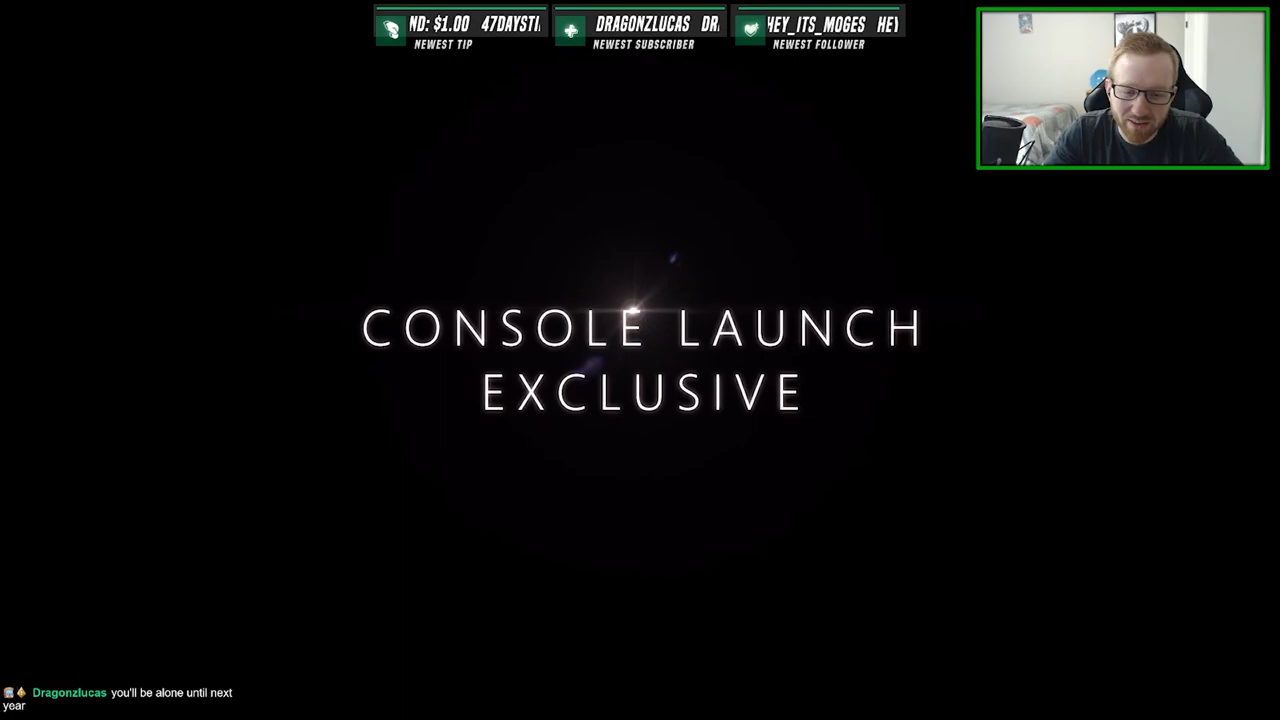 ND: $1.00 47DAYSTI
NEWEST TIP
DRAGONZLUCAS DR
NEWEST SUBSCRIBER
HEY_ITS_MOGES HEY
NEWEST FOLLOWER
CONSOLE LAUNCH
EXCLUSIVE
Dragonzlucas you'll be alone until next
year